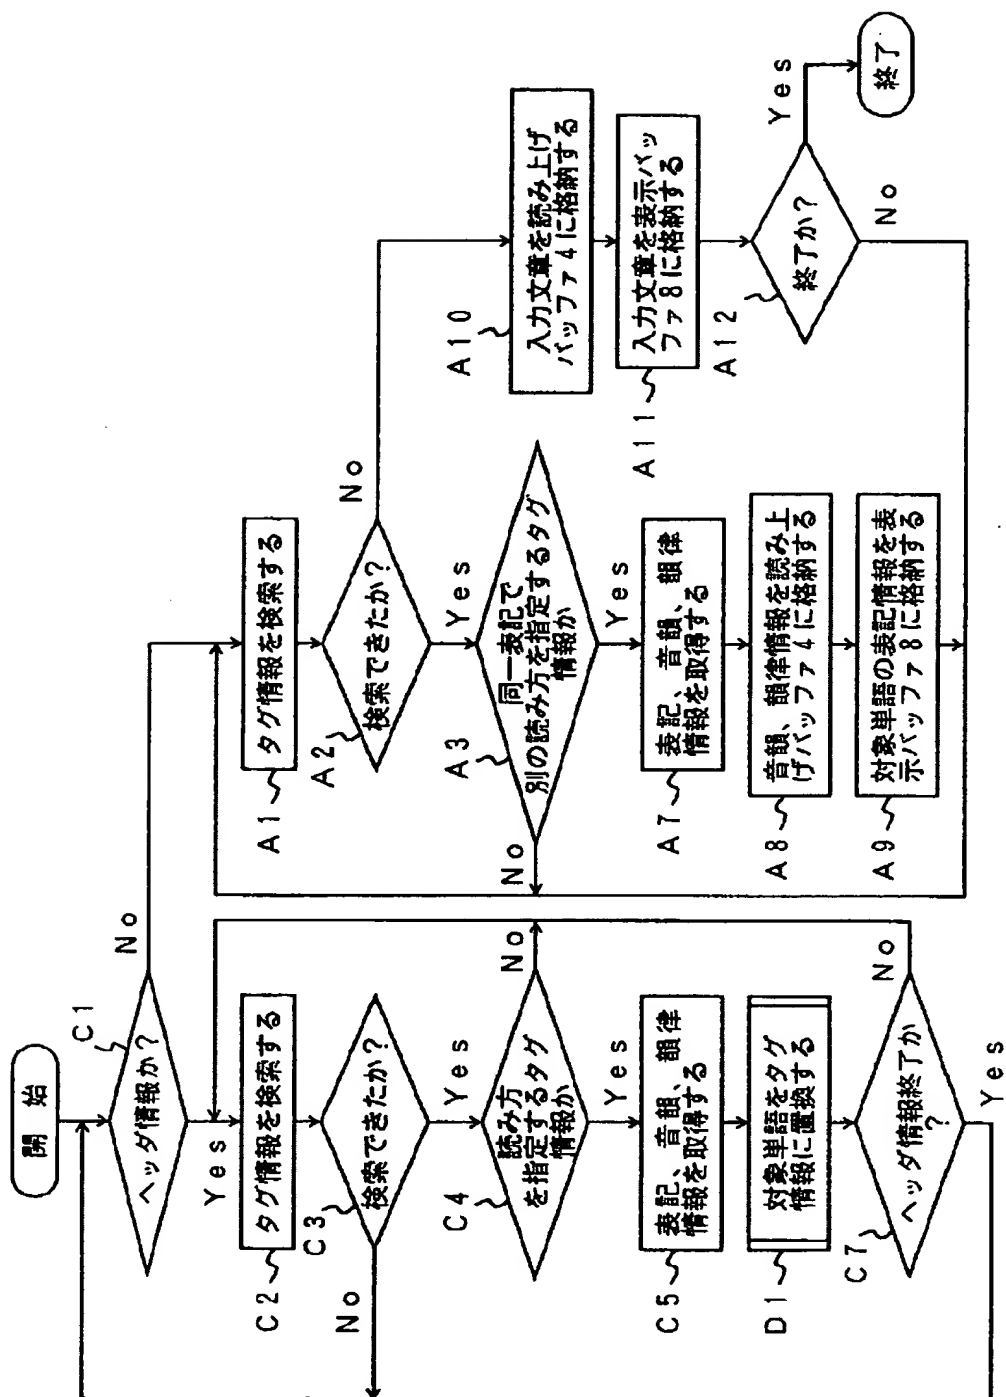 開 始
C1
ヘッダ情報か?
No
Yes
C2
タグ情報を検索する
C3
検索できたか?
No
Yes
C4
読み方
を指定するタグ
情報か
No
Yes
C5
表記、音韻、韻律
情報を取得する
D1
対象単語をタグ
情報に置換する
C7
ヘッダ情報終了か
?
No
Yes
A1
タグ情報を検索する
A2
検索できたか?
No
Yes
A3
同一表記で
別の読み方を指定するタグ
情報か
No
Yes
A7
表記、音韻、韻律
情報を取得する
A8
音韻、韻律情報を読み上
げバッファ4に格納する
A9
対象単語の表記情報を表
示バッファ8に格納する
A10
入力文章を読み上げ
バッファ4に格納する
A11
入力文章を表示バッ
ファ8に格納する
A12
終了か?
Yes
No
終了